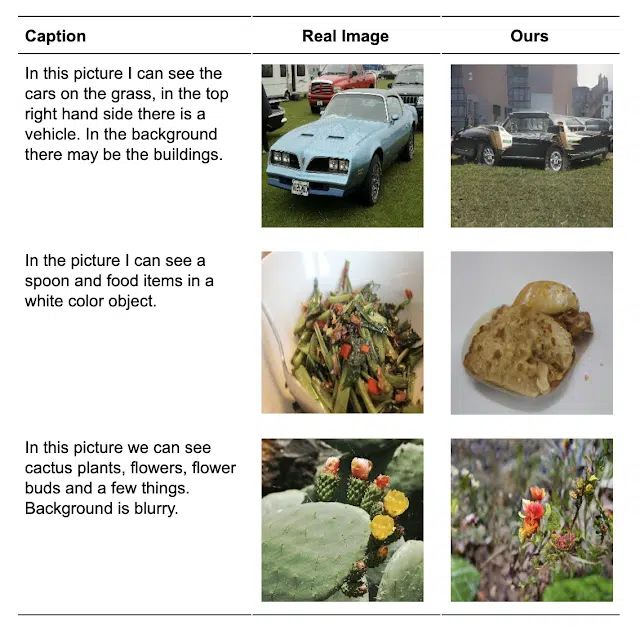 Caption Real Image Ours
In this picture I can see the
cars on the grass, in the top
right hand side there is a
vehicle. In the background
there may be the buildings.
In the picture I can see a
spoon and food items in a
white color object.
In this picture we can see
cactus plants, flowers, flower
buds and a few things.
Background is blurry.